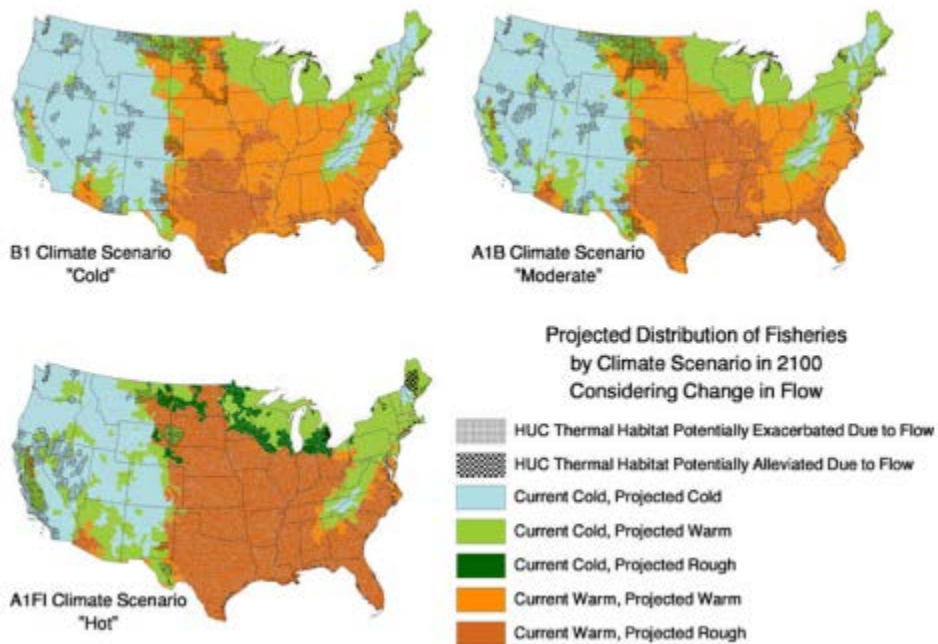 B1 Climate Scenario
"Cold"
A1B Climate Scenario
"Moderate"
A1FI Climate Scenario
"Hot"
Projected Distribution of Fisheries
by Climate Scenario in 2100
Considering Change in Flow
HUC Thermal Habitat Potentially Exacerbated Due to Flow
HUC Thermal Habitat Potentially Alleviated Due to Flow
Current Cold, Projected Cold
Current Cold, Projected Warm
Current Cold, Projected Rough
Current Warm, Projected Warm
Current Warm, Projected Rough